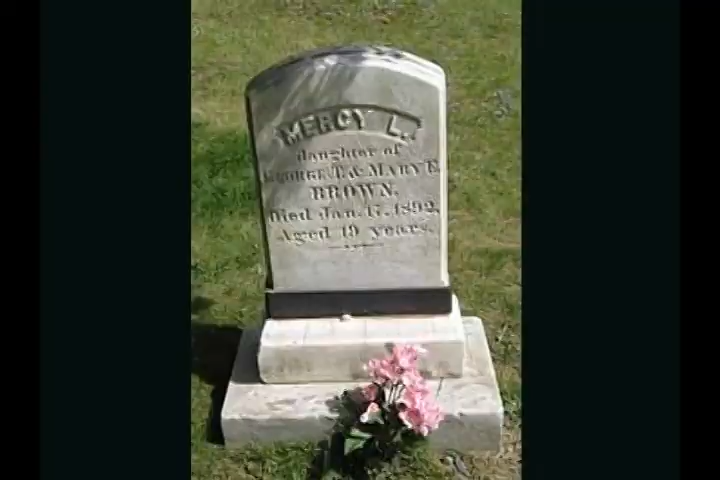 MERCY L.
daughter of
GEORGE T. & MARY E.
BROWN.
Died Jan. 17. 1892,
Aged 19 years.